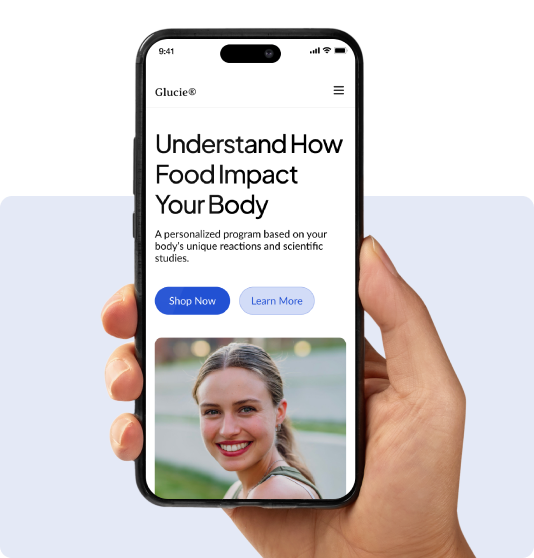 9:41
Glucie®
Understand How
Food Impact
Your Body
A personalized program based on your
body's unique reactions and scientific
studies.
Shop Now
Learn More